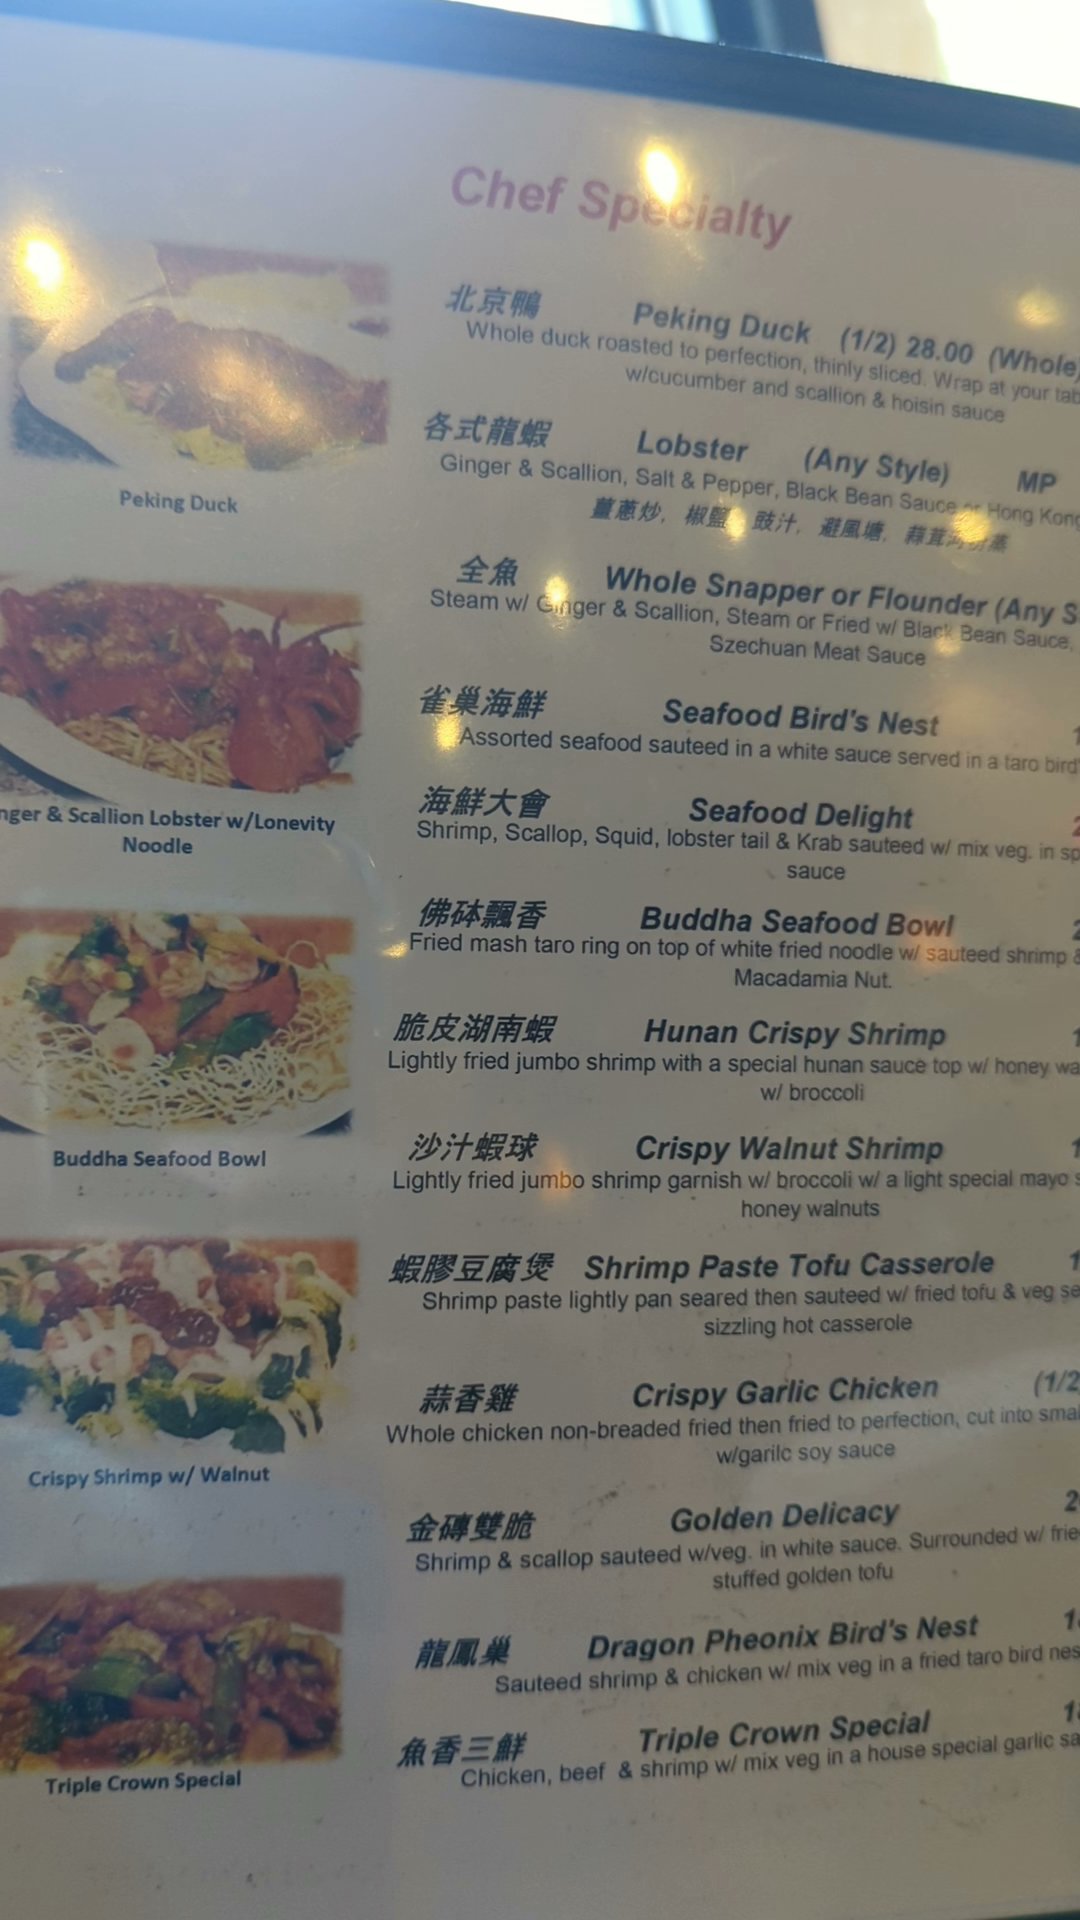 Chef Specialty
北京鴨 Peking Duck (1/2) 28.00 (Whole)
Whole duck roasted to perfection, thinly sliced. Wrap at your
w/cucumber and scallion & hoisin sauce
Peking Duck
各式龍蝦 Lobster (Any Style) MP
Ginger & Scallion, Salt & Pepper, Black Bean Sauce or Hong Kong
薑蔥炒, 椒鹽, 豉汁, 避風塘, 蒜茸
全魚 Whole Snapper or Flounder (Any
Steam w/ Ginger & Scallion, Steam or Fried w/ Black Bean Sauce,
Szechuan Meat Sauce
雀巢海鮮 Seafood Bird's Nest
Assorted seafood sauteed in a white sauce served in a taro bird
& Scallion Lobster w/Lonevity
Noodle
海鮮大會 Seafood Delight
Shrimp, Scallop, Squid, lobster tail & Krab sauteed w/ mix veg. in
sauce
佛砵飄香 Buddha Seafood Bowl
Fried mash taro ring on top of white fried noodle w/ sauteed shrimp &
Macadamia Nut.
脆皮湖南蝦 Hunan Crispy Shrimp
Lightly fried jumbo shrimp with a special hunan sauce top w/ honey
w/ broccoli
Buddha Seafood Bowl
沙汁蝦球 Crispy Walnut Shrimp
Lightly fried jumbo shrimp garnish w/ broccoli w/ a light special mayo
honey walnuts
蝦膠豆腐煲 Shrimp Paste Tofu Casserole
Shrimp paste lightly pan seared then sauteed w/ fried tofu & veg
sizzling hot casserole
蒜香雞 Crispy Garlic Chicken (1/2
Whole chicken non-breaded fried then fried to perfection, cut into
w/garilc soy sauce
Crispy Shrimp w/ Walnut
金磚雙脆 Golden Delicacy
Shrimp & scallop sauteed w/veg. in white sauce. Surrounded w/
stuffed golden tofu
龍鳳巢 Dragon Pheonix Bird's Nest
Sauteed shrimp & chicken w/ mix veg in a fried taro bird
魚香三鮮 Triple Crown Special
Chicken, beef & shrimp w/ mix veg in a house special garlic
Triple Crown Special